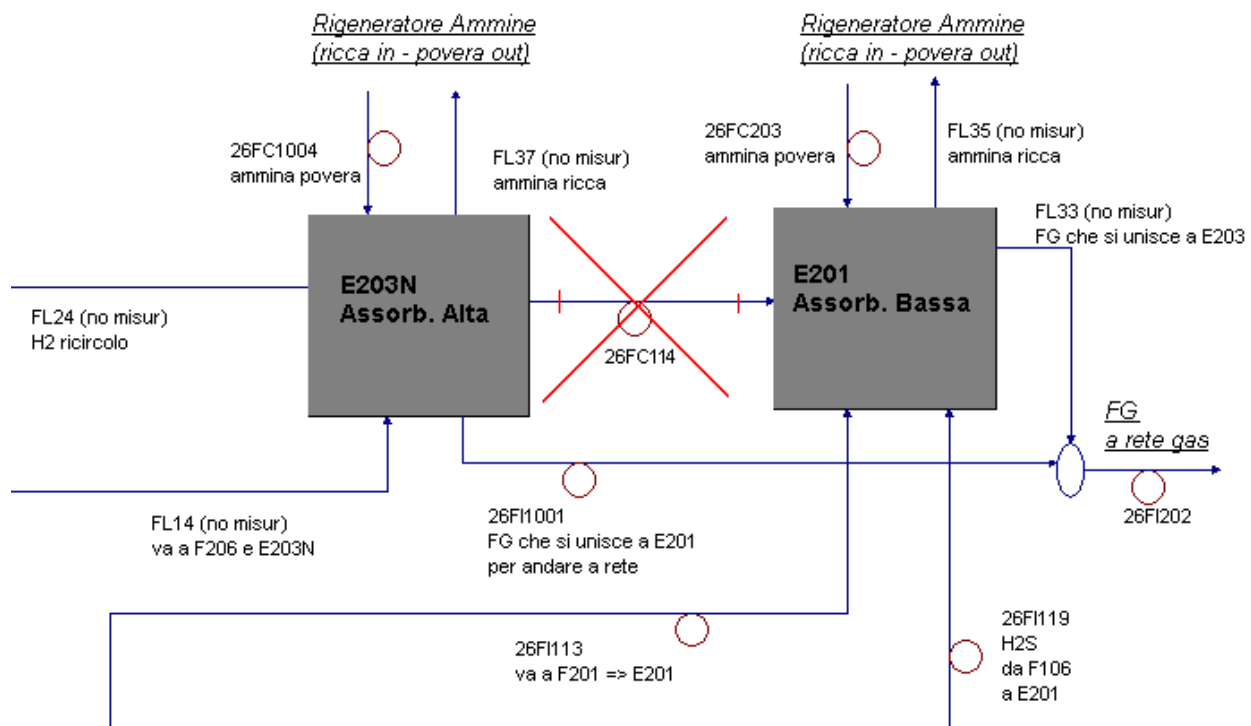 Rigeneratore Ammine
(ricca in - povera out)
Rigeneratore Ammine
(ricca in - povera out)
26FC1004
ammina povera
FL37 (no misur)
ammina ricca
26FC203
ammina povera
FL35 (no misur)
ammina ricca
FL33 (no misur)
FG che si unisce a E203
E203N
Assorb. Alta
E201
Assorb. Bassa
FL24 (no misur)
H2 ricircolo
26FC114
FG
a rete gas
FL14 (no misur)
va a F206 e E203N
26FI1001
FG che si unisce a E201
per andare a rete
26FI202
26FI113
va a F201 => E201
26FI119
H2S
da F106
a E201